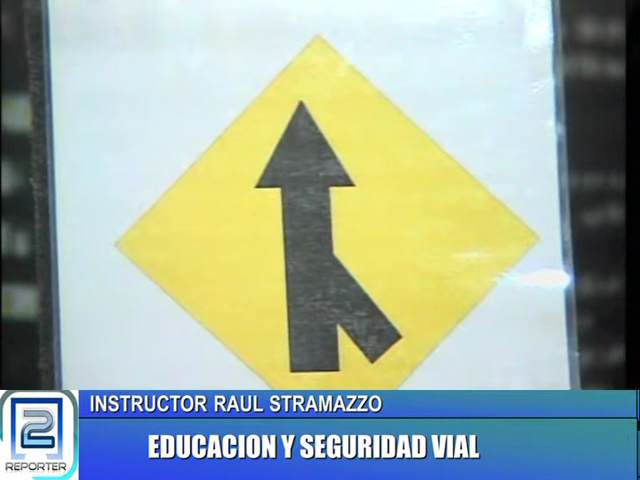 INSTRUCTOR RAUL STRAMAZZO
EDUCACION Y SEGURIDAD VIAL
2
REPORTER